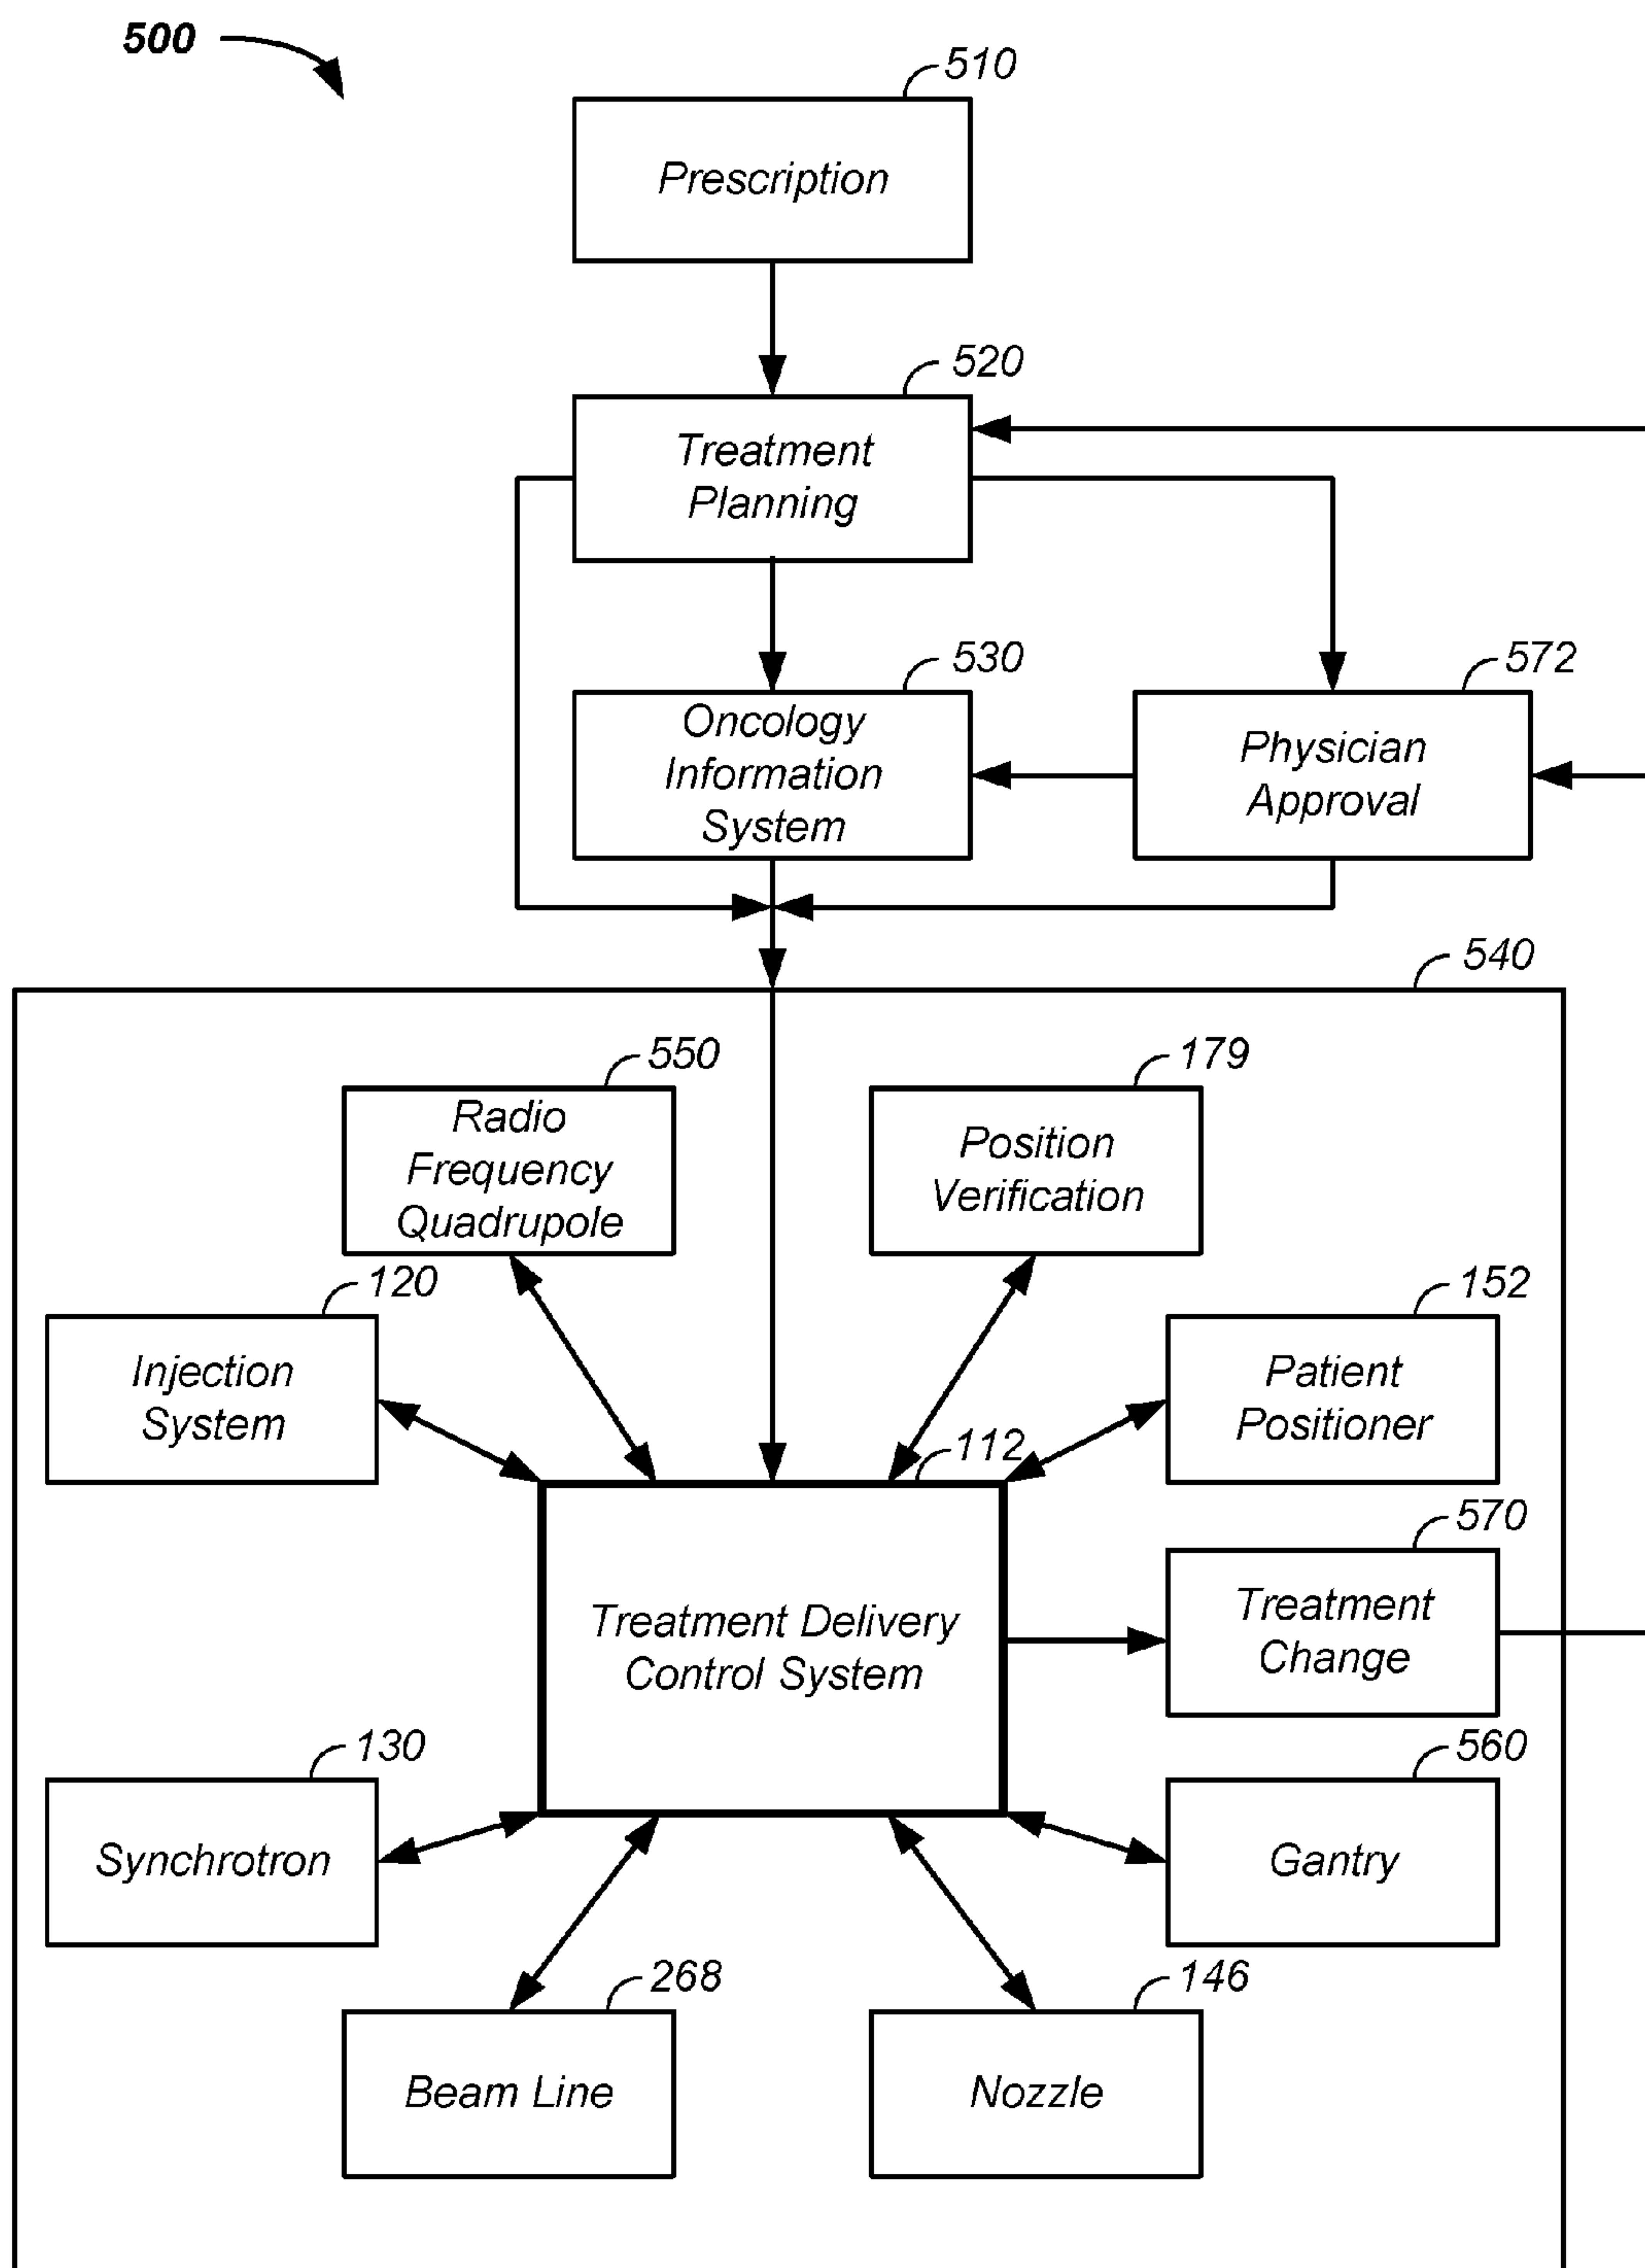 500
510
Prescription
520
Treatment
Planning
530
Oncology
Information
System
572
Physician
Approval
540
550
Radio
Frequency
Quadrupole
179
Position
Verification
120
Injection
System
152
Patient
Positioner
112
Treatment Delivery
Control System
570
Treatment
Change
130
Synchrotron
560
Gantry
268
Beam Line
146
Nozzle